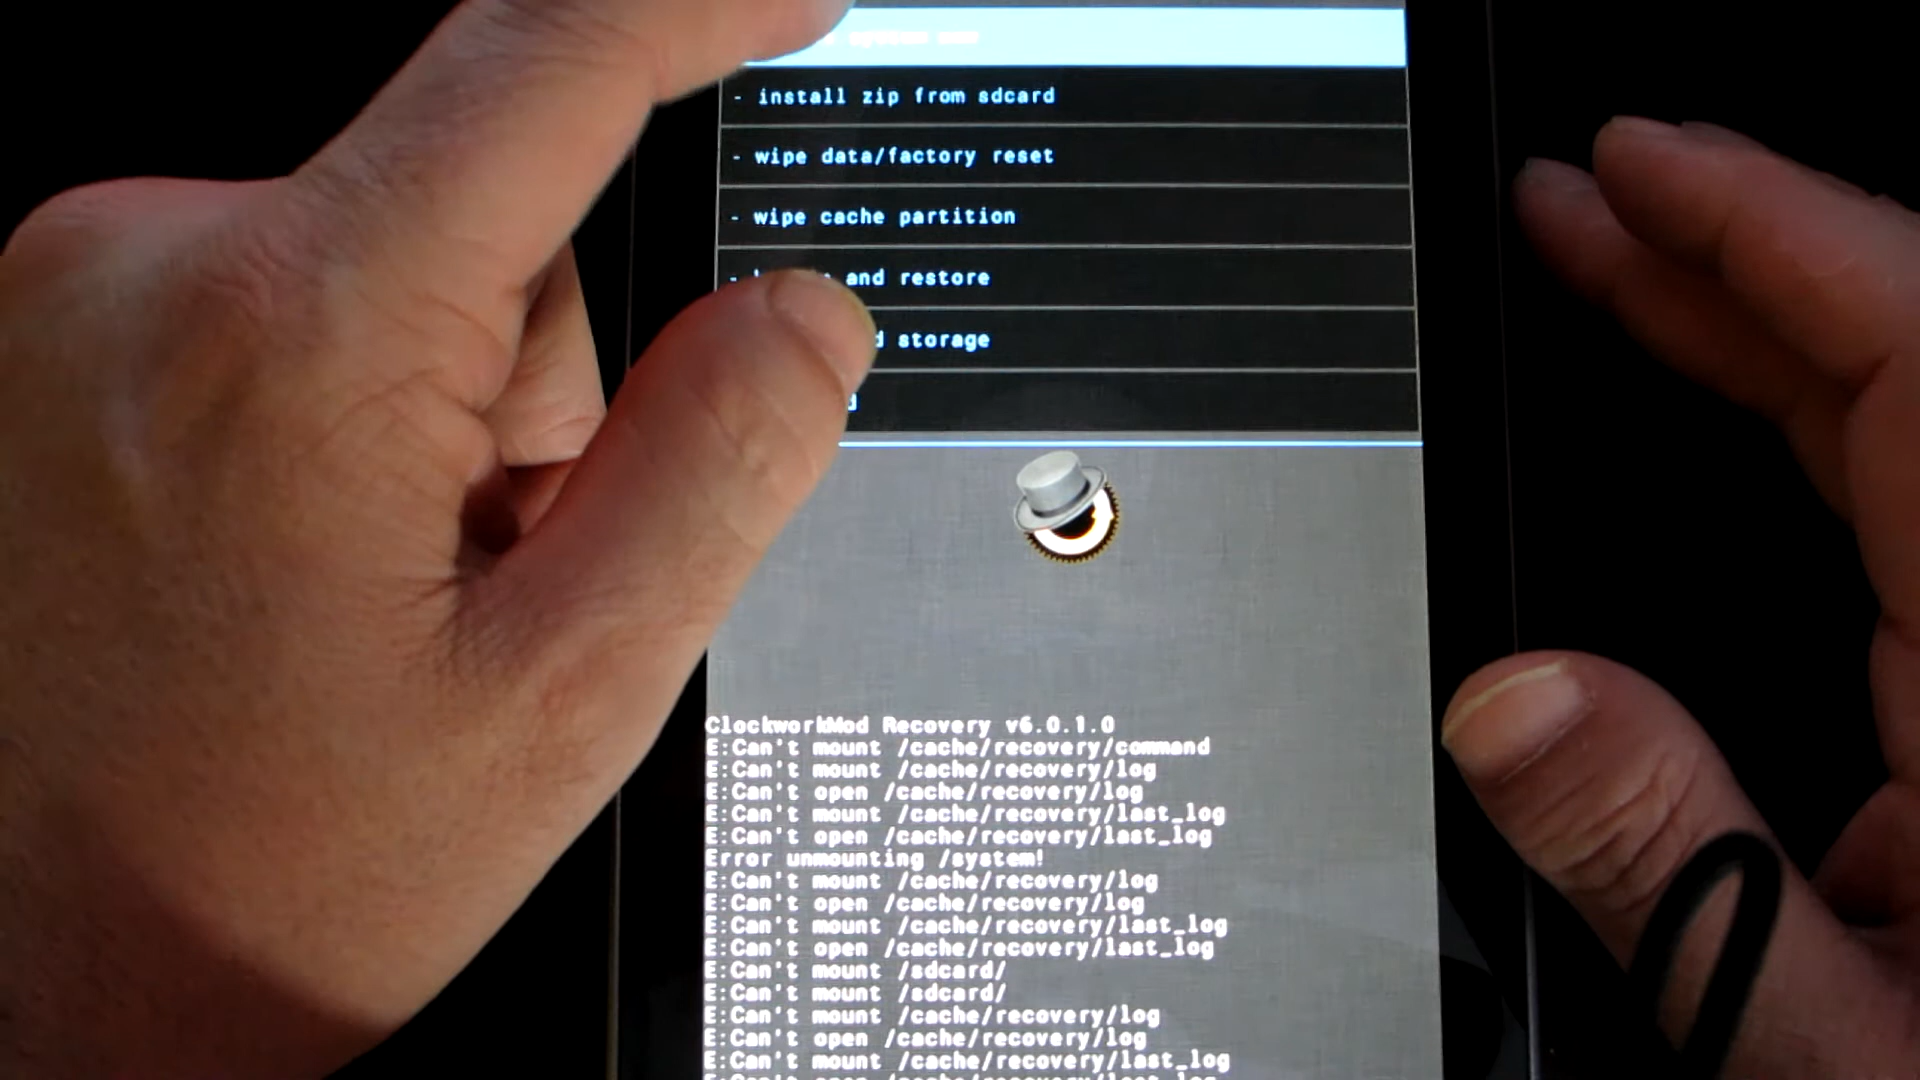 system now
- install zip from sdcard
- wipe data/factory reset
- wipe cache partition
- and restore
storage
ClockworkMod Recovery v6.0.1.0
E:Can't mount /cache/recovery/command
E:Can't mount /cache/recovery/log
E:Can't open /cache/recovery/log
E:Can't mount /cache/recovery/last_log
E:Can't open /cache/recovery/last_log
Error unmounting /system!
E:Can't mount /cache/recovery/log
E:Can't open /cache/recovery/log
E:Can't mount /cache/recovery/last_log
E:Can't open /cache/recovery/last_log
E:Can't mount /sdcard/
E:Can't mount /sdcard/
E:Can't mount /cache/recovery/log
E:Can't open /cache/recovery/log
E:Can't mount /cache/recovery/last_log